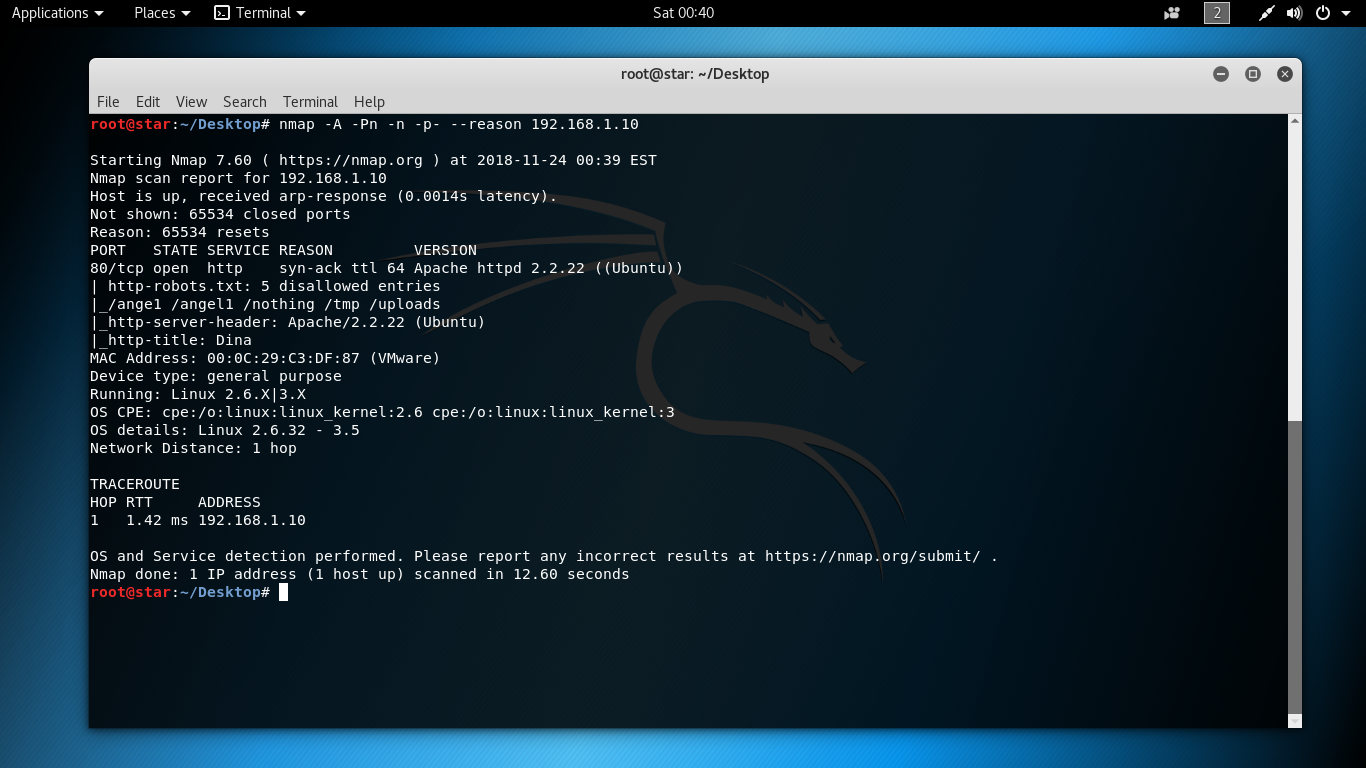 Applications Places Terminal Sat 00:40 2
root@star: ~/Desktop
File Edit View Search Terminal Help
root@star:~/Desktop# nmap -A -Pn -n -p- --reason 192.168.1.10
Starting Nmap 7.60 ( https://nmap.org ) at 2018-11-24 00:39 EST
Nmap scan report for 192.168.1.10
Host is up, received arp-response (0.0014s latency).
Not shown: 65534 closed ports
Reason: 65534 resets
PORT   STATE SERVICE REASON         VERSION
80/tcp open  http    syn-ack ttl 64 Apache httpd 2.2.22 ((Ubuntu))
| http-robots.txt: 5 disallowed entries
|_/ange1 /angel1 /nothing /tmp /uploads
|_http-server-header: Apache/2.2.22 (Ubuntu)
|_http-title: Dina
MAC Address: 00:0C:29:C3:DF:87 (VMware)
Device type: general purpose
Running: Linux 2.6.X|3.X
OS CPE: cpe:/o:linux:linux_kernel:2.6 cpe:/o:linux:linux_kernel:3
OS details: Linux 2.6.32 - 3.5
Network Distance: 1 hop
TRACEROUTE
HOP RTT     ADDRESS
1   1.42 ms 192.168.1.10
OS and Service detection performed. Please report any incorrect results at https://nmap.org/submit/ .
Nmap done: 1 IP address (1 host up) scanned in 12.60 seconds
root@star:~/Desktop#